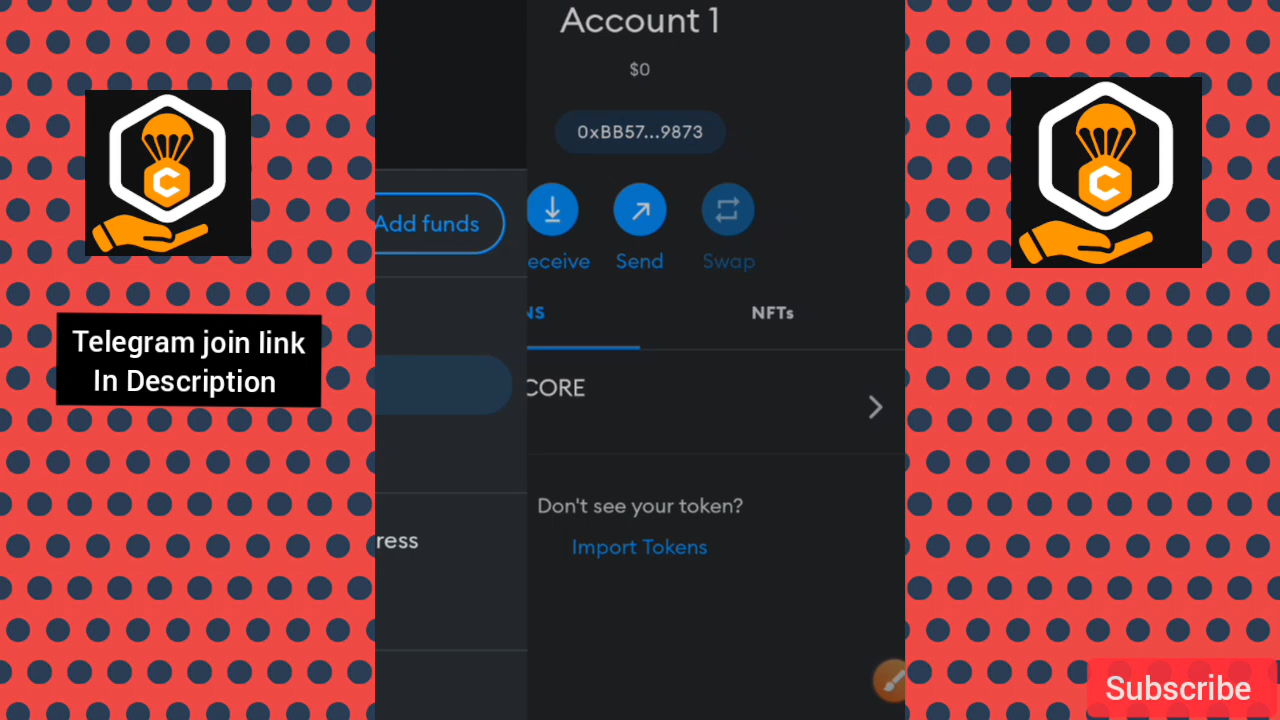 Account 1
$0
0xBB57...9873
Add funds
eceive
Send
Swap
NS
NFTs
CORE
Don't see your token?
Import Tokens
ress
Telegram join link
In Description
Subscribe